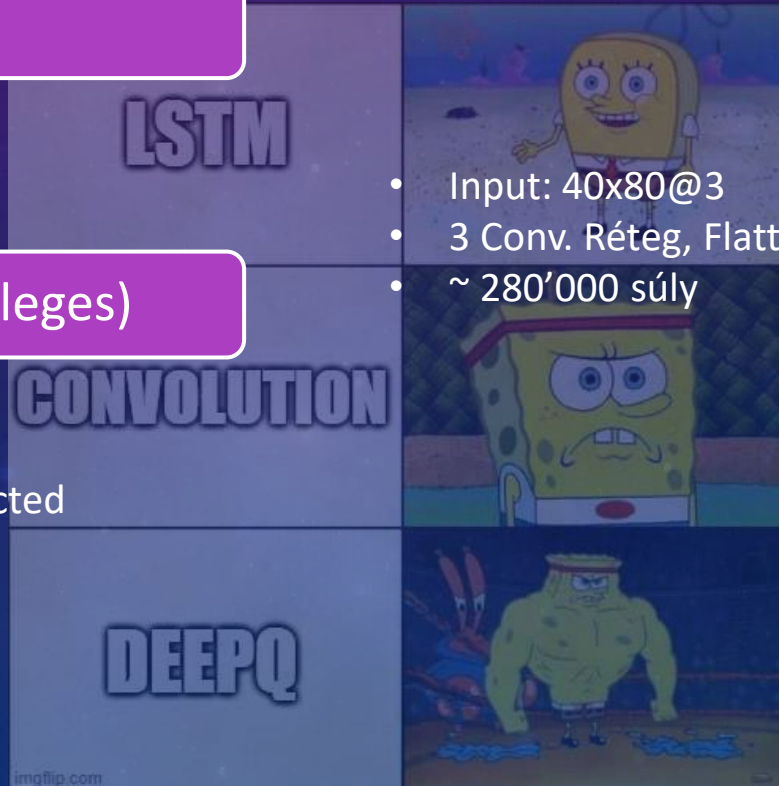 LSTM
• Input: 40x80@3
• 3 Conv. Réteg, Flatt
• ~ 280’000 súly
leges)
CONVOLUTION
cted
DEEPQ
imgflip.com